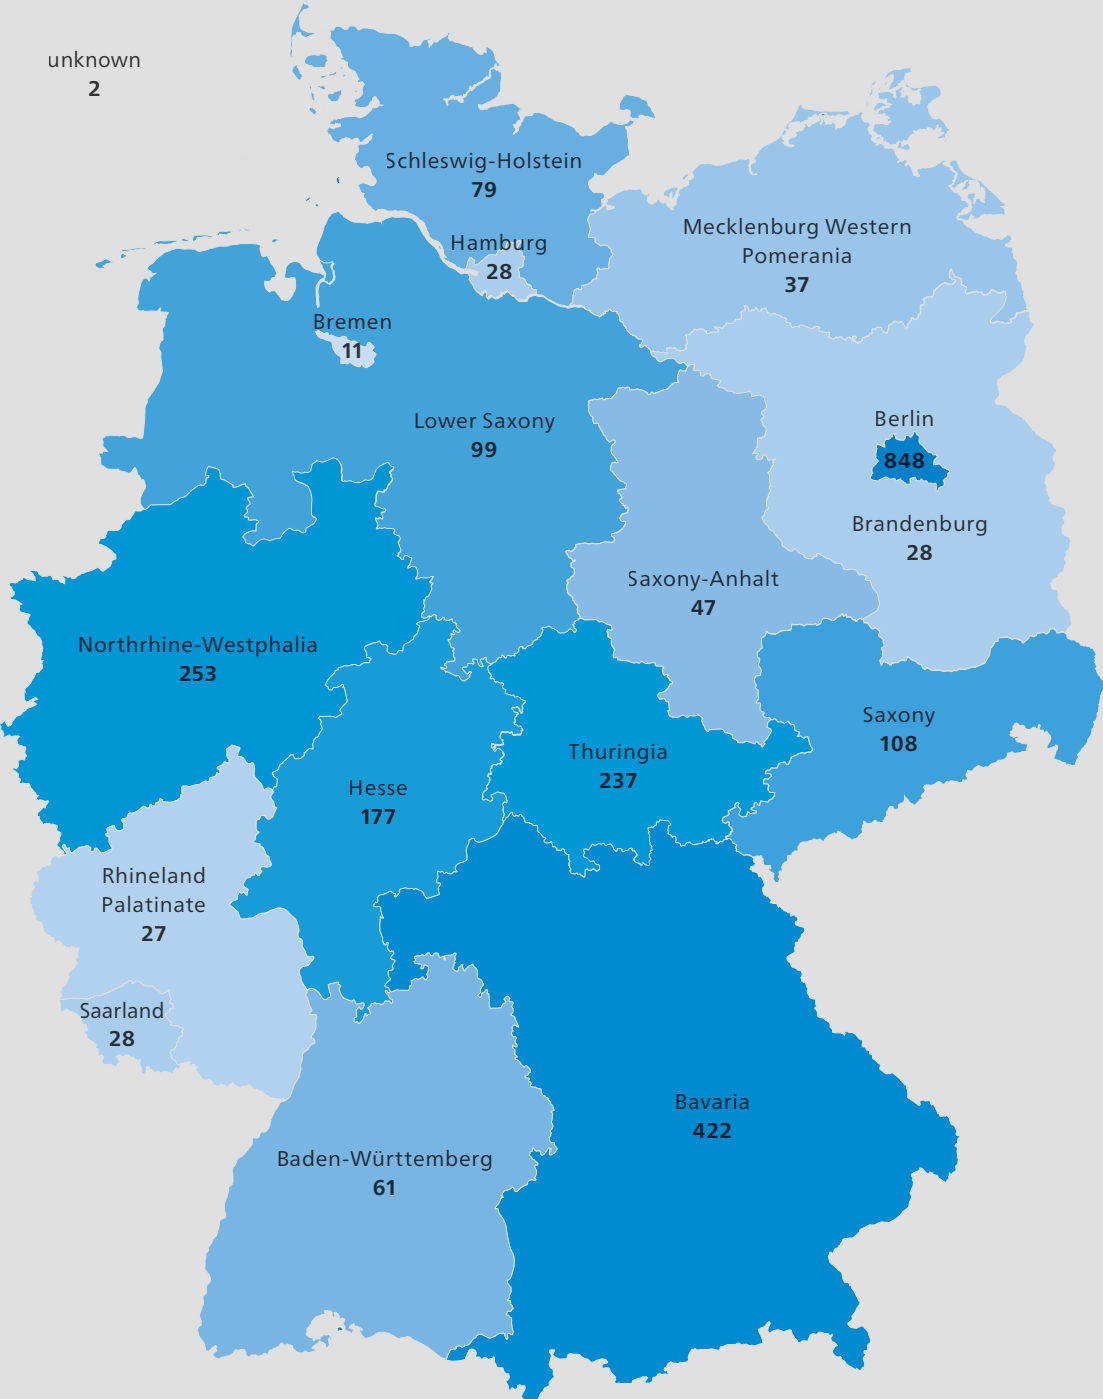 unknown
2
Schleswig-Holstein
79
Mecklenburg Western
Pomerania
37
Hamburg
28
Bremen
11
Lower Saxony
99
Berlin
848
Brandenburg
28
Saxony-Anhalt
47
Northrhine-Westphalia
253
Saxony
108
Thuringia
237
Hesse
177
Rhineland
Palatinate
27
Saarland
28
Bavaria
422
Baden-Württemberg
61